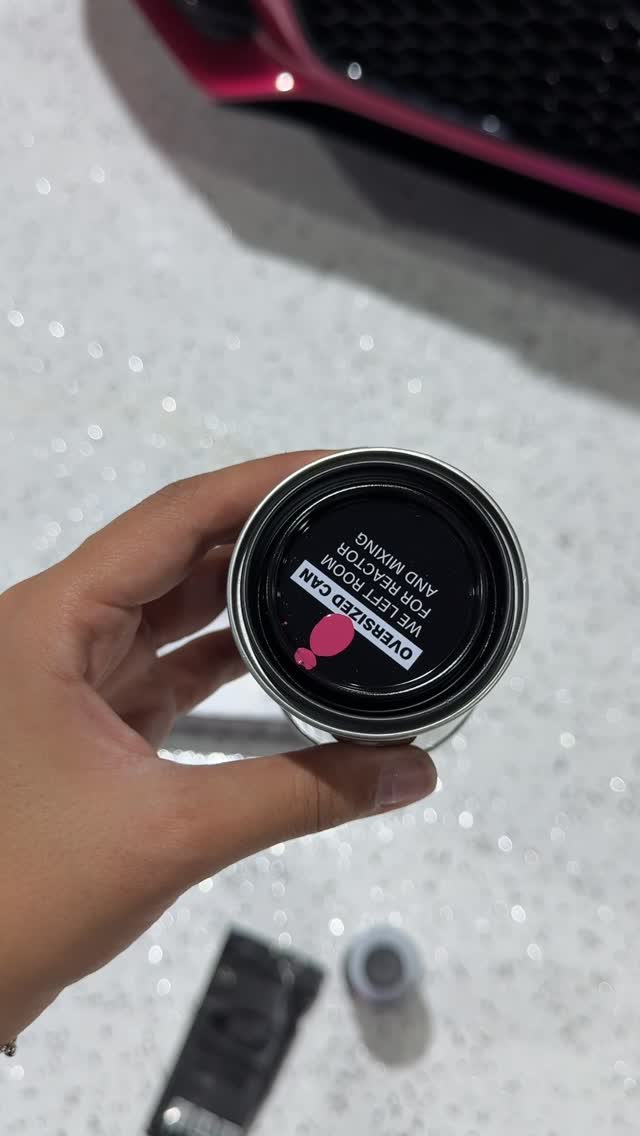 OVERSIZED CAN
WE LEFT ROOM
FOR REACTOR
AND MIXING